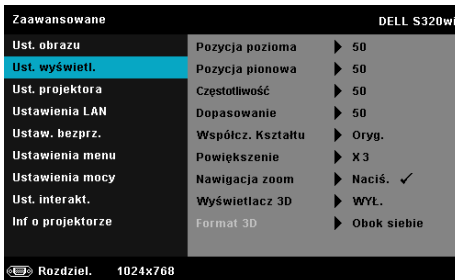 Zaawansowane DELL S320wi
Ust. obrazu
Ust. wyświetl.
Ust. projektora
Ustawienia LAN
Ustaw. bezprz.
Ustawienia menu
Ustawienia mocy
Ust. interakt.
Inf o projektorze
Pozycja pozioma 50
Pozycja pionowa 50
Częstotliwość 50
Dopasowanie 50
Współcz. Kształtu Oryg.
Powiększenie X3
Nawigacja zoom Naciś. ✓
Wyświetlacz 3D WYŁ.
Format 3D Obok siebie
Rozdziel. 1024x768